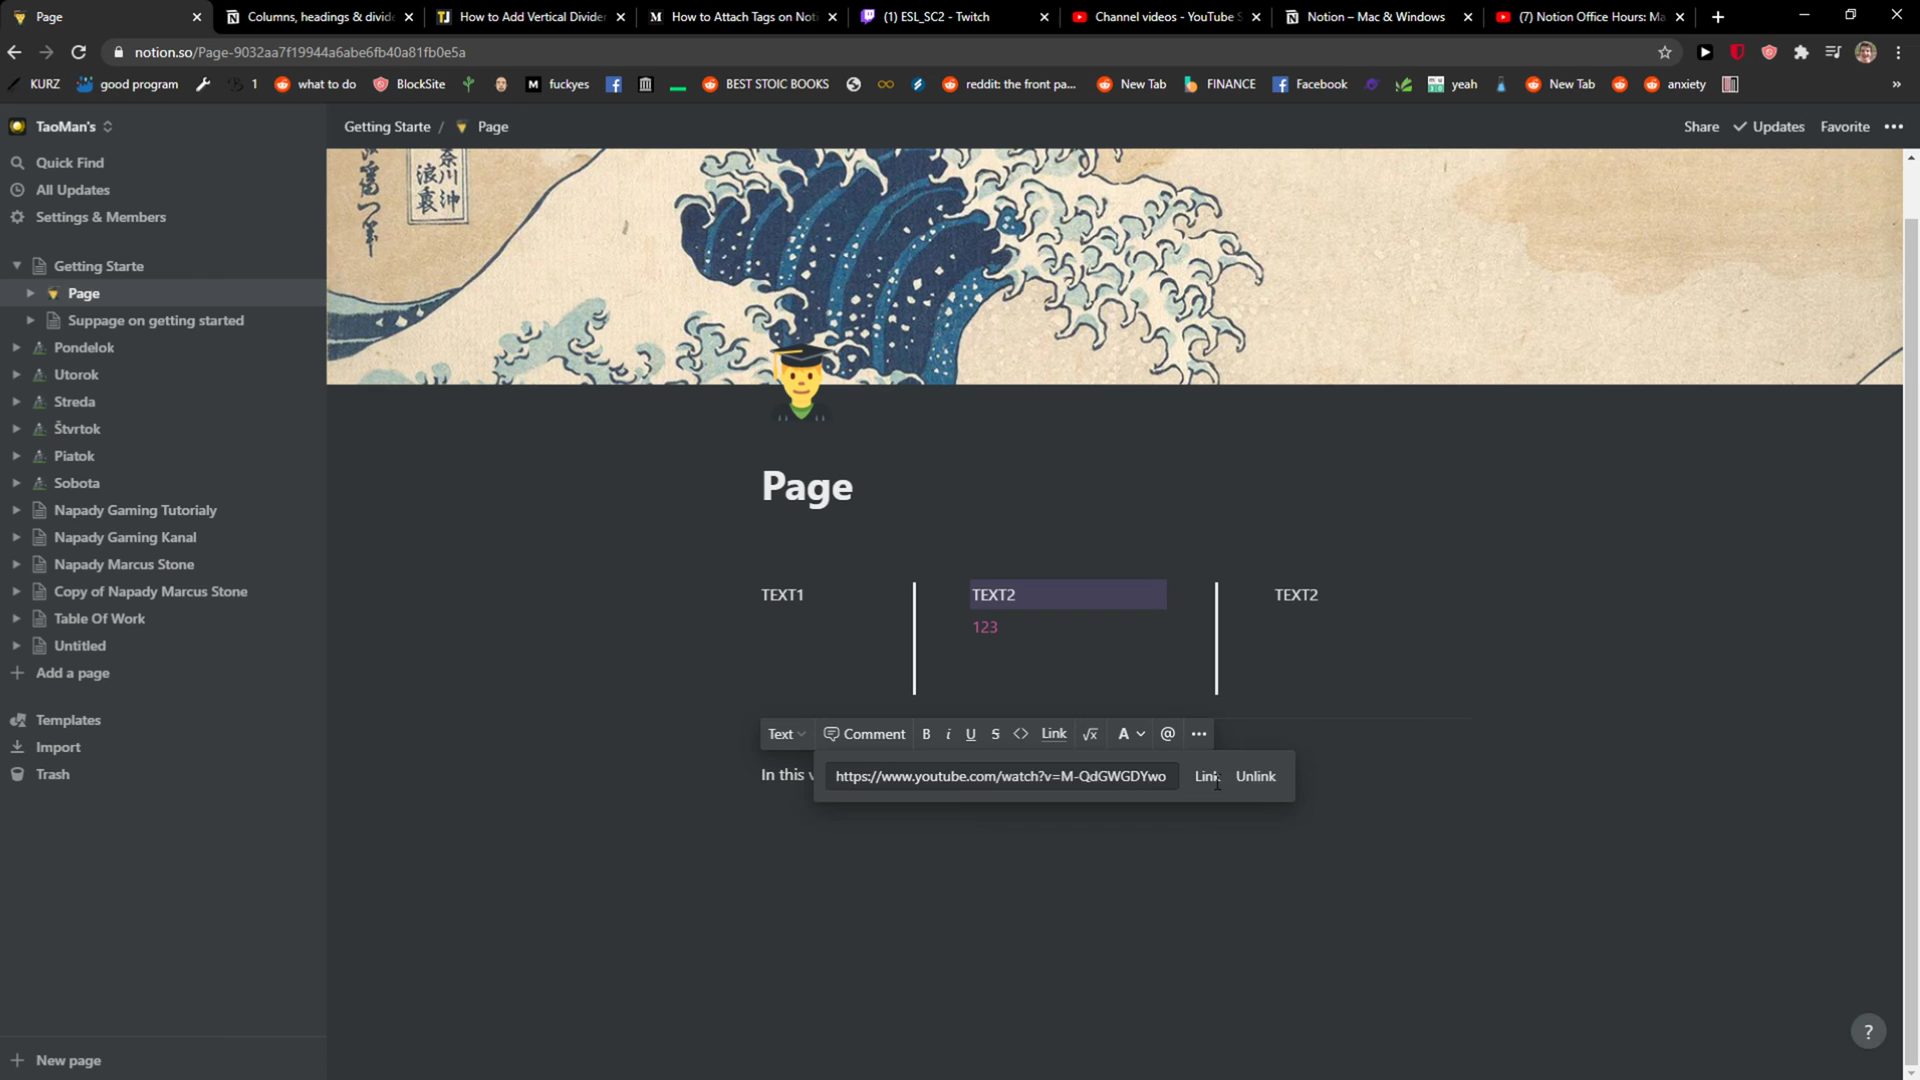 Page
Columns, headings & divide
How to Add Vertical Divider
How to Attach Tags on Noti
(1) ESL_SC2 - Twitch
Channel videos - YouTube S
Notion – Mac & Windows
(7) Notion Office Hours: Ma
notion.so/Page-9032aa7f19944a6abe6fb40a81fb0e5a
KURZ
good program
1
what to do
BlockSite
fuckyes
BEST STOIC BOOKS
reddit: the front pa...
New Tab
FINANCE
Facebook
yeah
New Tab
anxiety
»
TaoMan's
Getting Starte / Page
Share
Updates
Favorite
Quick Find
All Updates
Settings & Members
Getting Starte
Page
Suppage on getting started
Pondelok
Utorok
Streda
Štvrtok
Piatok
Sobota
Napady Gaming Tutorialy
Napady Gaming Kanal
Napady Marcus Stone
Copy of Napady Marcus Stone
Table Of Work
Untitled
Add a page
Templates
Import
Trash
New page
Page
TEXT1
TEXT2
TEXT2
123
Text
Comment
B
i
U
S
<>
Link
√x
A
@
•••
In this
https://www.youtube.com/watch?v=M-QdGWGDYwo
Link
Unlink
?